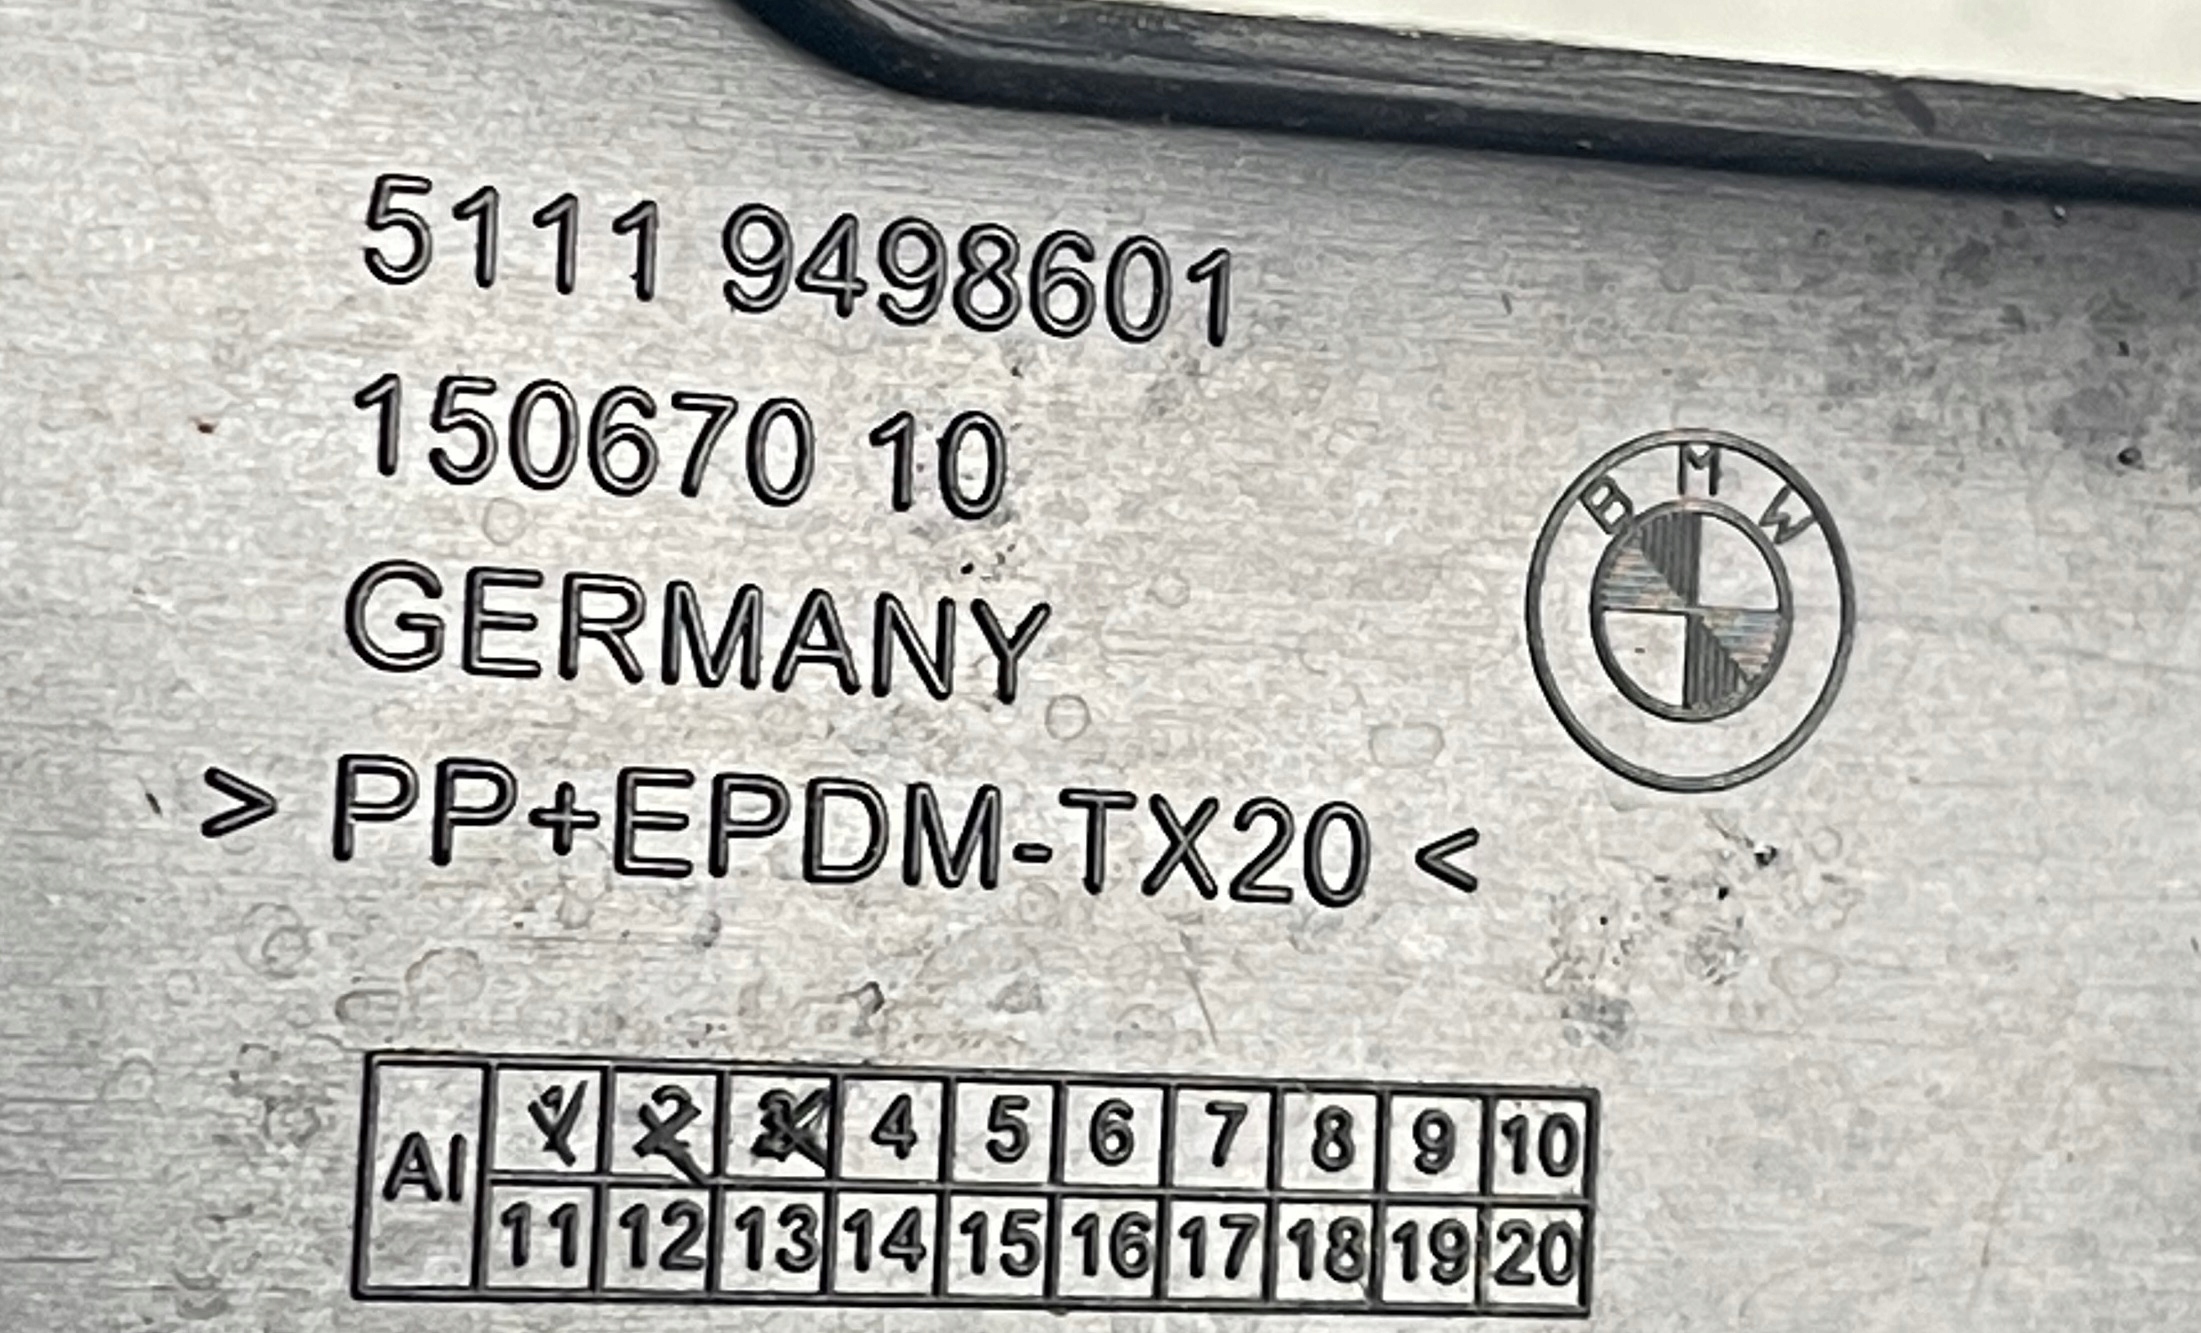 5111 9498601
150670 10
GERMANY
> PP+EPDM-TX20 <
B M W
AI 1 2 3 4 5 6 7 8 9 10
11 12 13 14 15 16 17 18 19 20